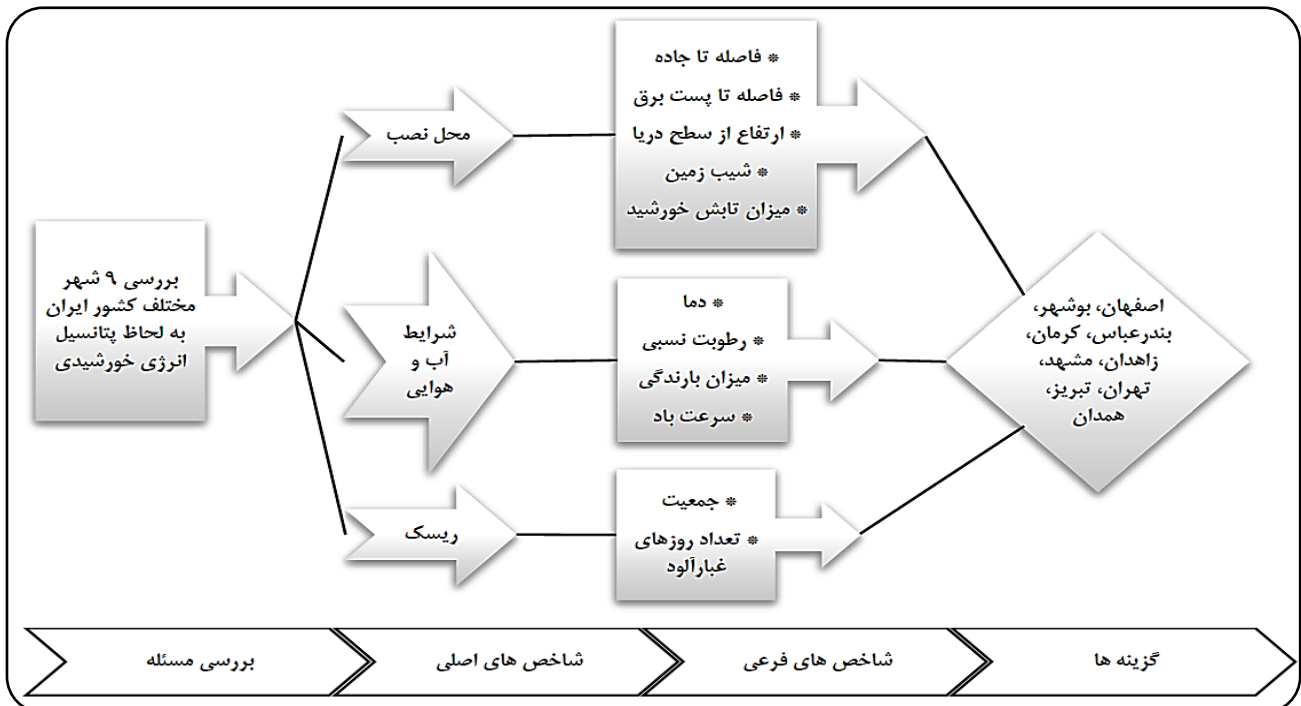 بررسی ۹ شهر
مختلف کشور ایران
به لحاظ پتانسیل
انرژی خورشیدی
محل نصب
شرایط
آب و
هوایی
ریسک
* فاصله تا جاده
* فاصله تا پست برق
* ارتفاع از سطح دریا
* شیب زمین
* میزان تابش خورشید
* دما
* رطوبت نسبی
* میزان بارندگی
* سرعت باد
* جمعیت
* تعداد روزهای
غبارآلود
اصفهان، بوشهر،
بندرعباس، کرمان،
زاهدان، مشهد،
تهران، تبریز،
همدان
بررسی مسئله
شاخص های اصلی
شاخص های فرعی
گزینه ها